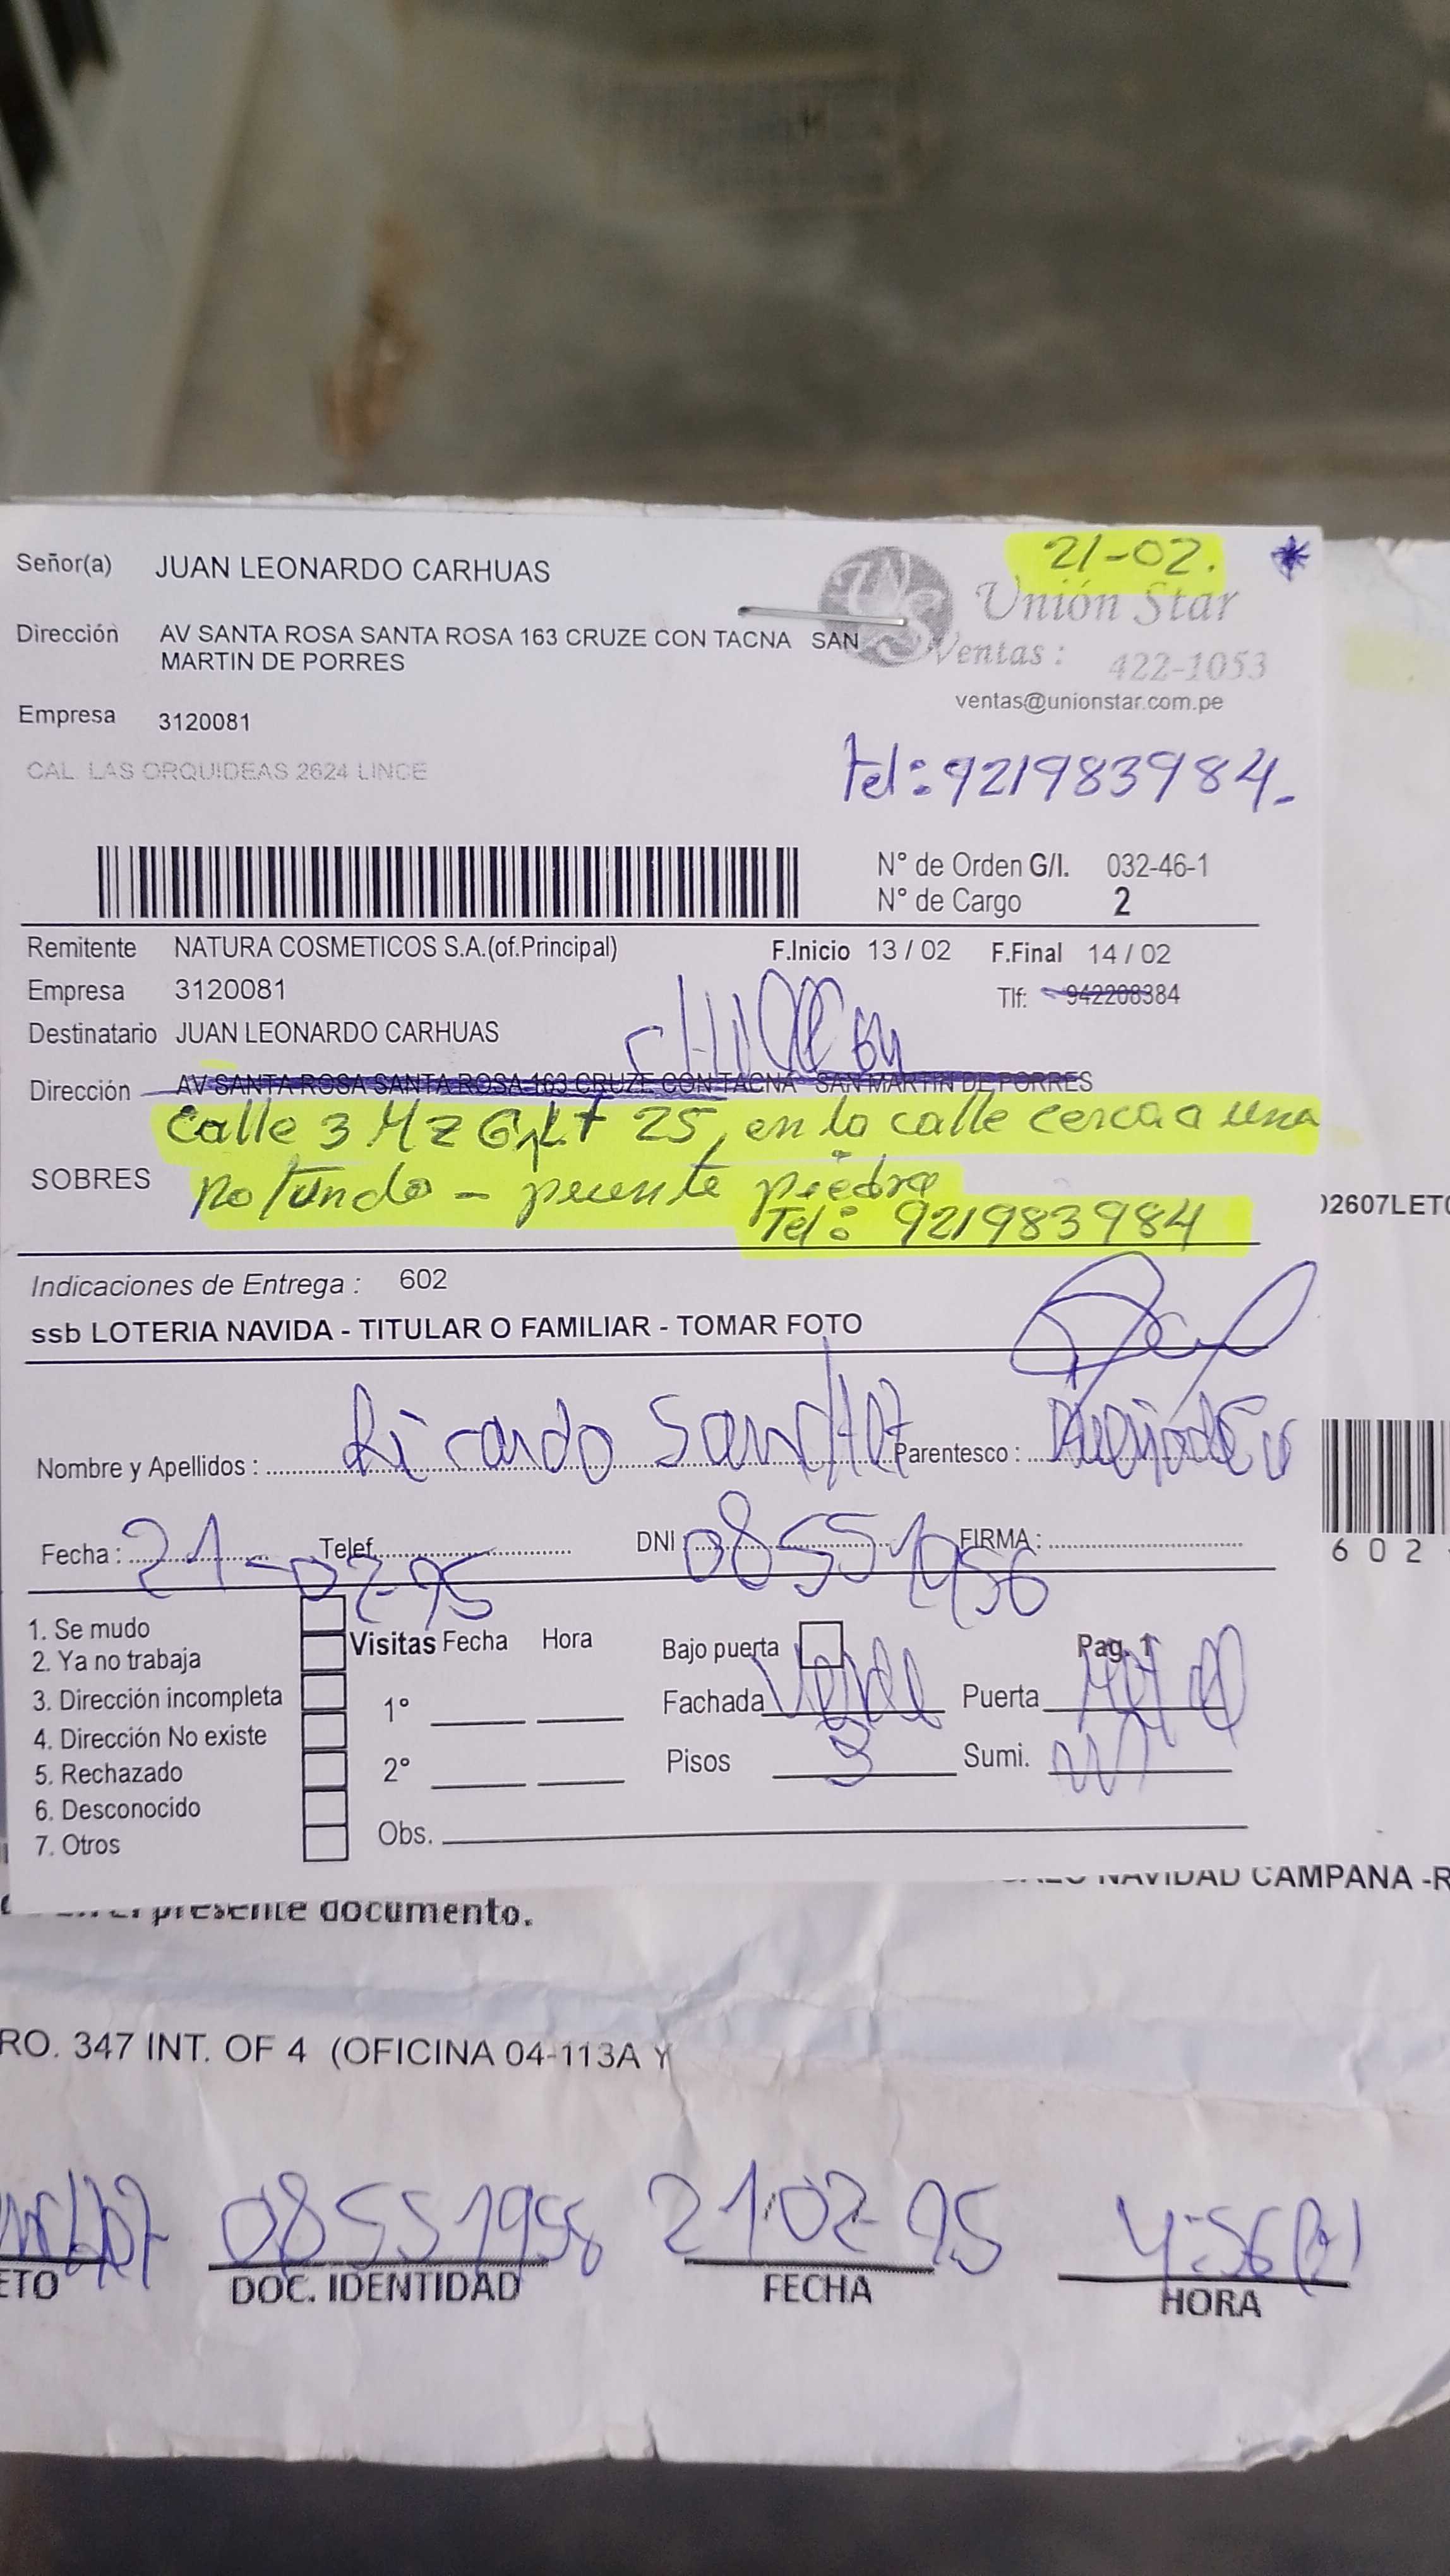 21-02.
Señor(a) JUAN LEONARDO CARHUAS
Unión Star
Dirección AV SANTA ROSA SANTA ROSA 163 CRUZE CON TACNA SAN
MARTIN DE PORRES
Ventas : 422-1053
ventas@unionstar.com.pe
Empresa 3120081
CAL. LAS ORQUIDEAS 2624 LINCE
tel: 921983984.
N° de Orden G/I. 032-46-1
N° de Cargo 2
Remitente NATURA COSMETICOS S.A.(of.Principal) F.Inicio 13 / 02 F.Final 14 / 02
Empresa 3120081 Tlf: 942208384
Destinatario JUAN LEONARDO CARHUAS
Dirección AV SANTA ROSA SANTA ROSA 163 CRUZE CON TACNA SAN MARTIN DE PORRES
Calle 3 Mz G, Lt 25, en la calle cerca a una
SOBRES rotunda - puente piedra
Tel: 921983984
02607LETO
Indicaciones de Entrega : 602
ssb LOTERIA NAVIDA - TITULAR O FAMILIAR - TOMAR FOTO
Nombre y Apellidos : Ricardo Parentesco :
Fecha : 21-02-25 Telef. DNI : 08551956 FIRMA :
602
1. Se mudo
2. Ya no trabaja
3. Dirección incompleta
4. Dirección No existe
5. Rechazado
6. Desconocido
7. Otros
Visitas Fecha Hora
1°
2°
Obs.
Bajo puerta Pag. 1
Fachada Verde Puerta
Pisos 3 Sumi.
NAVIDAD CAMPANA -R
presente documento.
RO. 347 INT. OF 4 (OFICINA 04-113A Y
08551956 21-02-25 4:56
ETO DOC. IDENTIDAD FECHA HORA